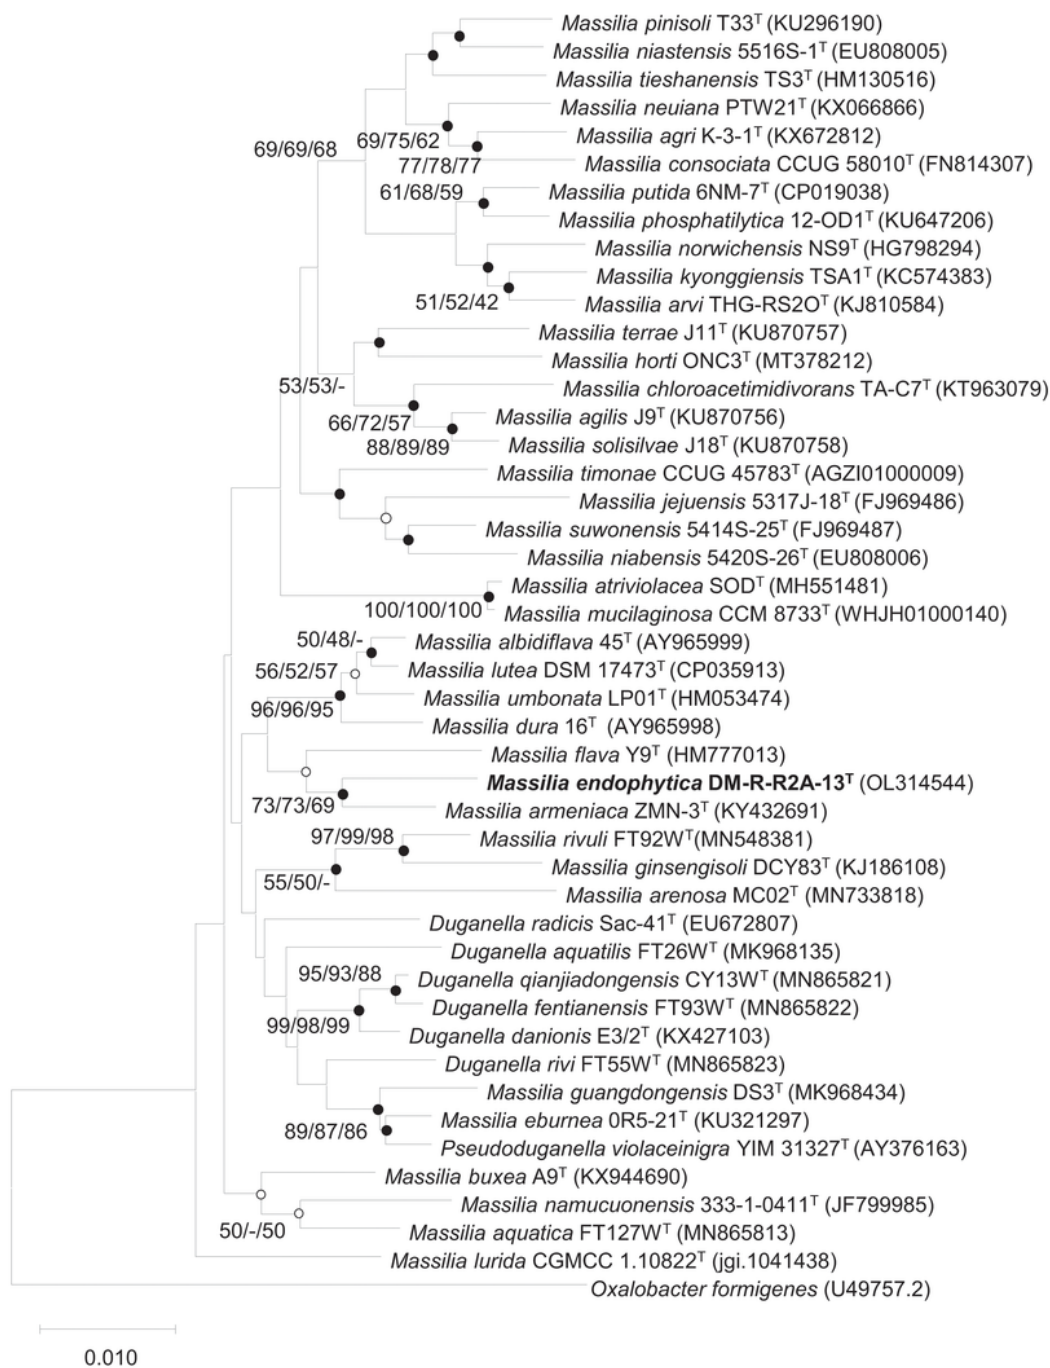 Massilia pinisoli T33ᵀ (KU296190)
Massilia niastensis 5516S-1ᵀ (EU808005)
Massilia tieshanensis TS3ᵀ (HM130516)
Massilia neuiana PTW21ᵀ (KX066866)
69/75/62
Massilia agri K-3-1ᵀ (KX672812)
69/69/68
77/78/77
Massilia consociata CCUG 58010ᵀ (FN814307)
61/68/59
Massilia putida 6NM-7ᵀ (CP019038)
Massilia phosphatilytica 12-OD1ᵀ (KU647206)
Massilia norwichensis NS9ᵀ (HG798294)
Massilia kyonggiensis TSA1ᵀ (KC574383)
51/52/42
Massilia arvi THG-RS2Oᵀ (KJ810584)
Massilia terrae J11ᵀ (KU870757)
Massilia horti ONC3ᵀ (MT378212)
53/53/-
Massilia chloroacetimidivorans TA-C7ᵀ (KT963079)
66/72/57
Massilia agilis J9ᵀ (KU870756)
88/89/89
Massilia solisilvae J18ᵀ (KU870758)
Massilia timonae CCUG 45783ᵀ (AGZI01000009)
Massilia jejuensis 5317J-18ᵀ (FJ969486)
Massilia suwonensis 5414S-25ᵀ (FJ969487)
Massilia niabensis 5420S-26ᵀ (EU808006)
Massilia atriviolacea SODᵀ (MH551481)
100/100/100
Massilia mucilaginosa CCM 8733ᵀ (WHJH01000140)
50/48/-
Massilia albidiflava 45ᵀ (AY965999)
56/52/57
Massilia lutea DSM 17473ᵀ (CP035913)
Massilia umbonata LP01ᵀ (HM053474)
96/96/95
Massilia dura 16ᵀ (AY965998)
Massilia flava Y9ᵀ (HM777013)
Massilia endophytica DM-R-R2A-13ᵀ (OL314544)
73/73/69
Massilia armeniaca ZMN-3ᵀ (KY432691)
97/99/98
Massilia rivuli FT92Wᵀ (MN548381)
Massilia ginsengisoli DCY83ᵀ (KJ186108)
55/50/-
Massilia arenosa MC02ᵀ (MN733818)
Duganella radicis Sac-41ᵀ (EU672807)
Duganella aquatilis FT26Wᵀ (MK968135)
95/93/88
Duganella qianjiadongensis CY13Wᵀ (MN865821)
Duganella fentianensis FT93Wᵀ (MN865822)
99/98/99
Duganella danionis E3/2ᵀ (KX427103)
Duganella rivi FT55Wᵀ (MN865823)
Massilia guangdongensis DS3ᵀ (MK968434)
Massilia eburnea 0R5-21ᵀ (KU321297)
89/87/86
Pseudoduganella violaceinigra YIM 31327ᵀ (AY376163)
Massilia buxea A9ᵀ (KX944690)
Massilia namucuonensis 333-1-0411ᵀ (JF799985)
50/-/50
Massilia aquatica FT127Wᵀ (MN865813)
Massilia lurida CGMCC 1.10822ᵀ (jgi.1041438)
Oxalobacter formigenes (U49757.2)
0.010